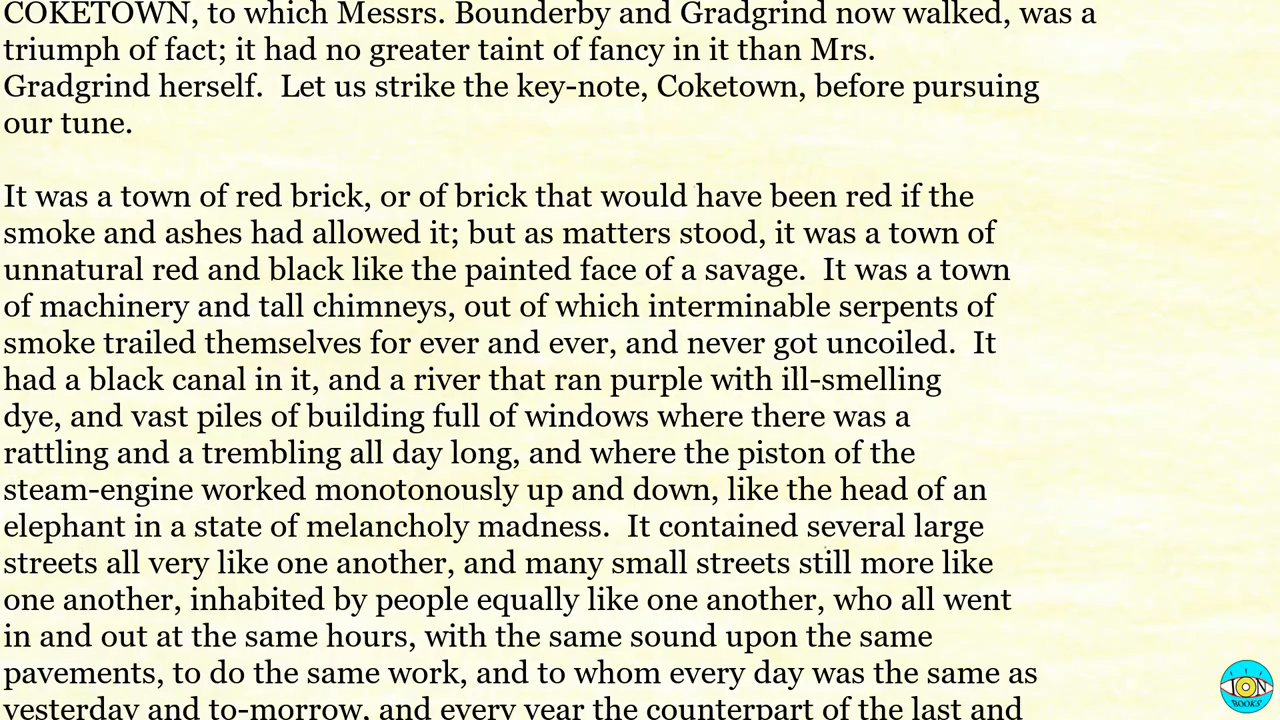 COKETOWN, to which Messrs. Bounderby and Gradgrind now walked, was a
triumph of fact; it had no greater taint of fancy in it than Mrs.
Gradgrind herself.  Let us strike the key-note, Coketown, before pursuing
our tune.

It was a town of red brick, or of brick that would have been red if the
smoke and ashes had allowed it; but as matters stood, it was a town of
unnatural red and black like the painted face of a savage.  It was a town
of machinery and tall chimneys, out of which interminable serpents of
smoke trailed themselves for ever and ever, and never got uncoiled.  It
had a black canal in it, and a river that ran purple with ill-smelling
dye, and vast piles of building full of windows where there was a
rattling and a trembling all day long, and where the piston of the
steam-engine worked monotonously up and down, like the head of an
elephant in a state of melancholy madness.  It contained several large
streets all very like one another, and many small streets still more like
one another, inhabited by people equally like one another, who all went
in and out at the same hours, with the same sound upon the same
pavements, to do the same work, and to whom every day was the same as
yesterday and to-morrow, and every year the counterpart of the last and
ION
BOOKS